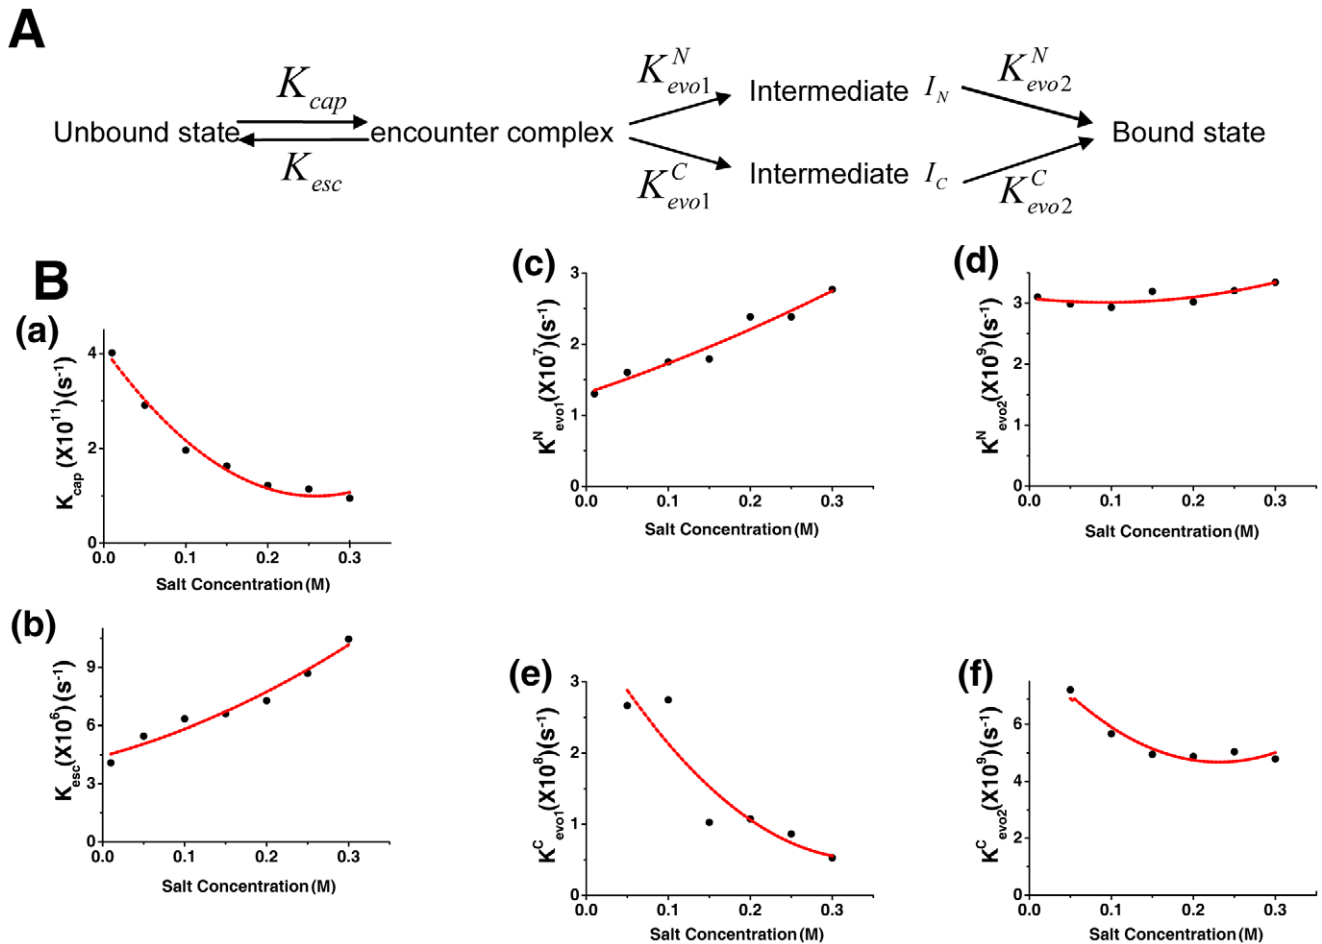 A
K_cap
K_esc
Unbound state
encounter complex
K^N_evo1
K^C_evo1
Intermediate I_N
Intermediate I_C
K^N_evo2
K^C_evo2
Bound state
B
(a)
K_cap (X10^11)(s^-1)
4
2
0
0.0 0.1 0.2 0.3
Salt Concentration (M)
(b)
K_esc(X10^6)(s^-1)
9
6
3
0
0.0 0.1 0.2 0.3
Salt Concentration (M)
(c)
K^N_evo1(X10^7)(s^-1)
3
2
1
0
0.0 0.1 0.2 0.3
Salt Concentration (M)
(d)
K^N_evo2(X10^9)(s^-1)
3
2
1
0
0.0 0.1 0.2 0.3
Salt Concentration (M)
(e)
K^C_evo1(X10^8)(s^-1)
3
2
1
0
0.0 0.1 0.2 0.3
Salt Concentration (M)
(f)
K^C_evo2(X10^9)(s^-1)
6
4
2
0
0.0 0.1 0.2 0.3
Salt Concentration (M)